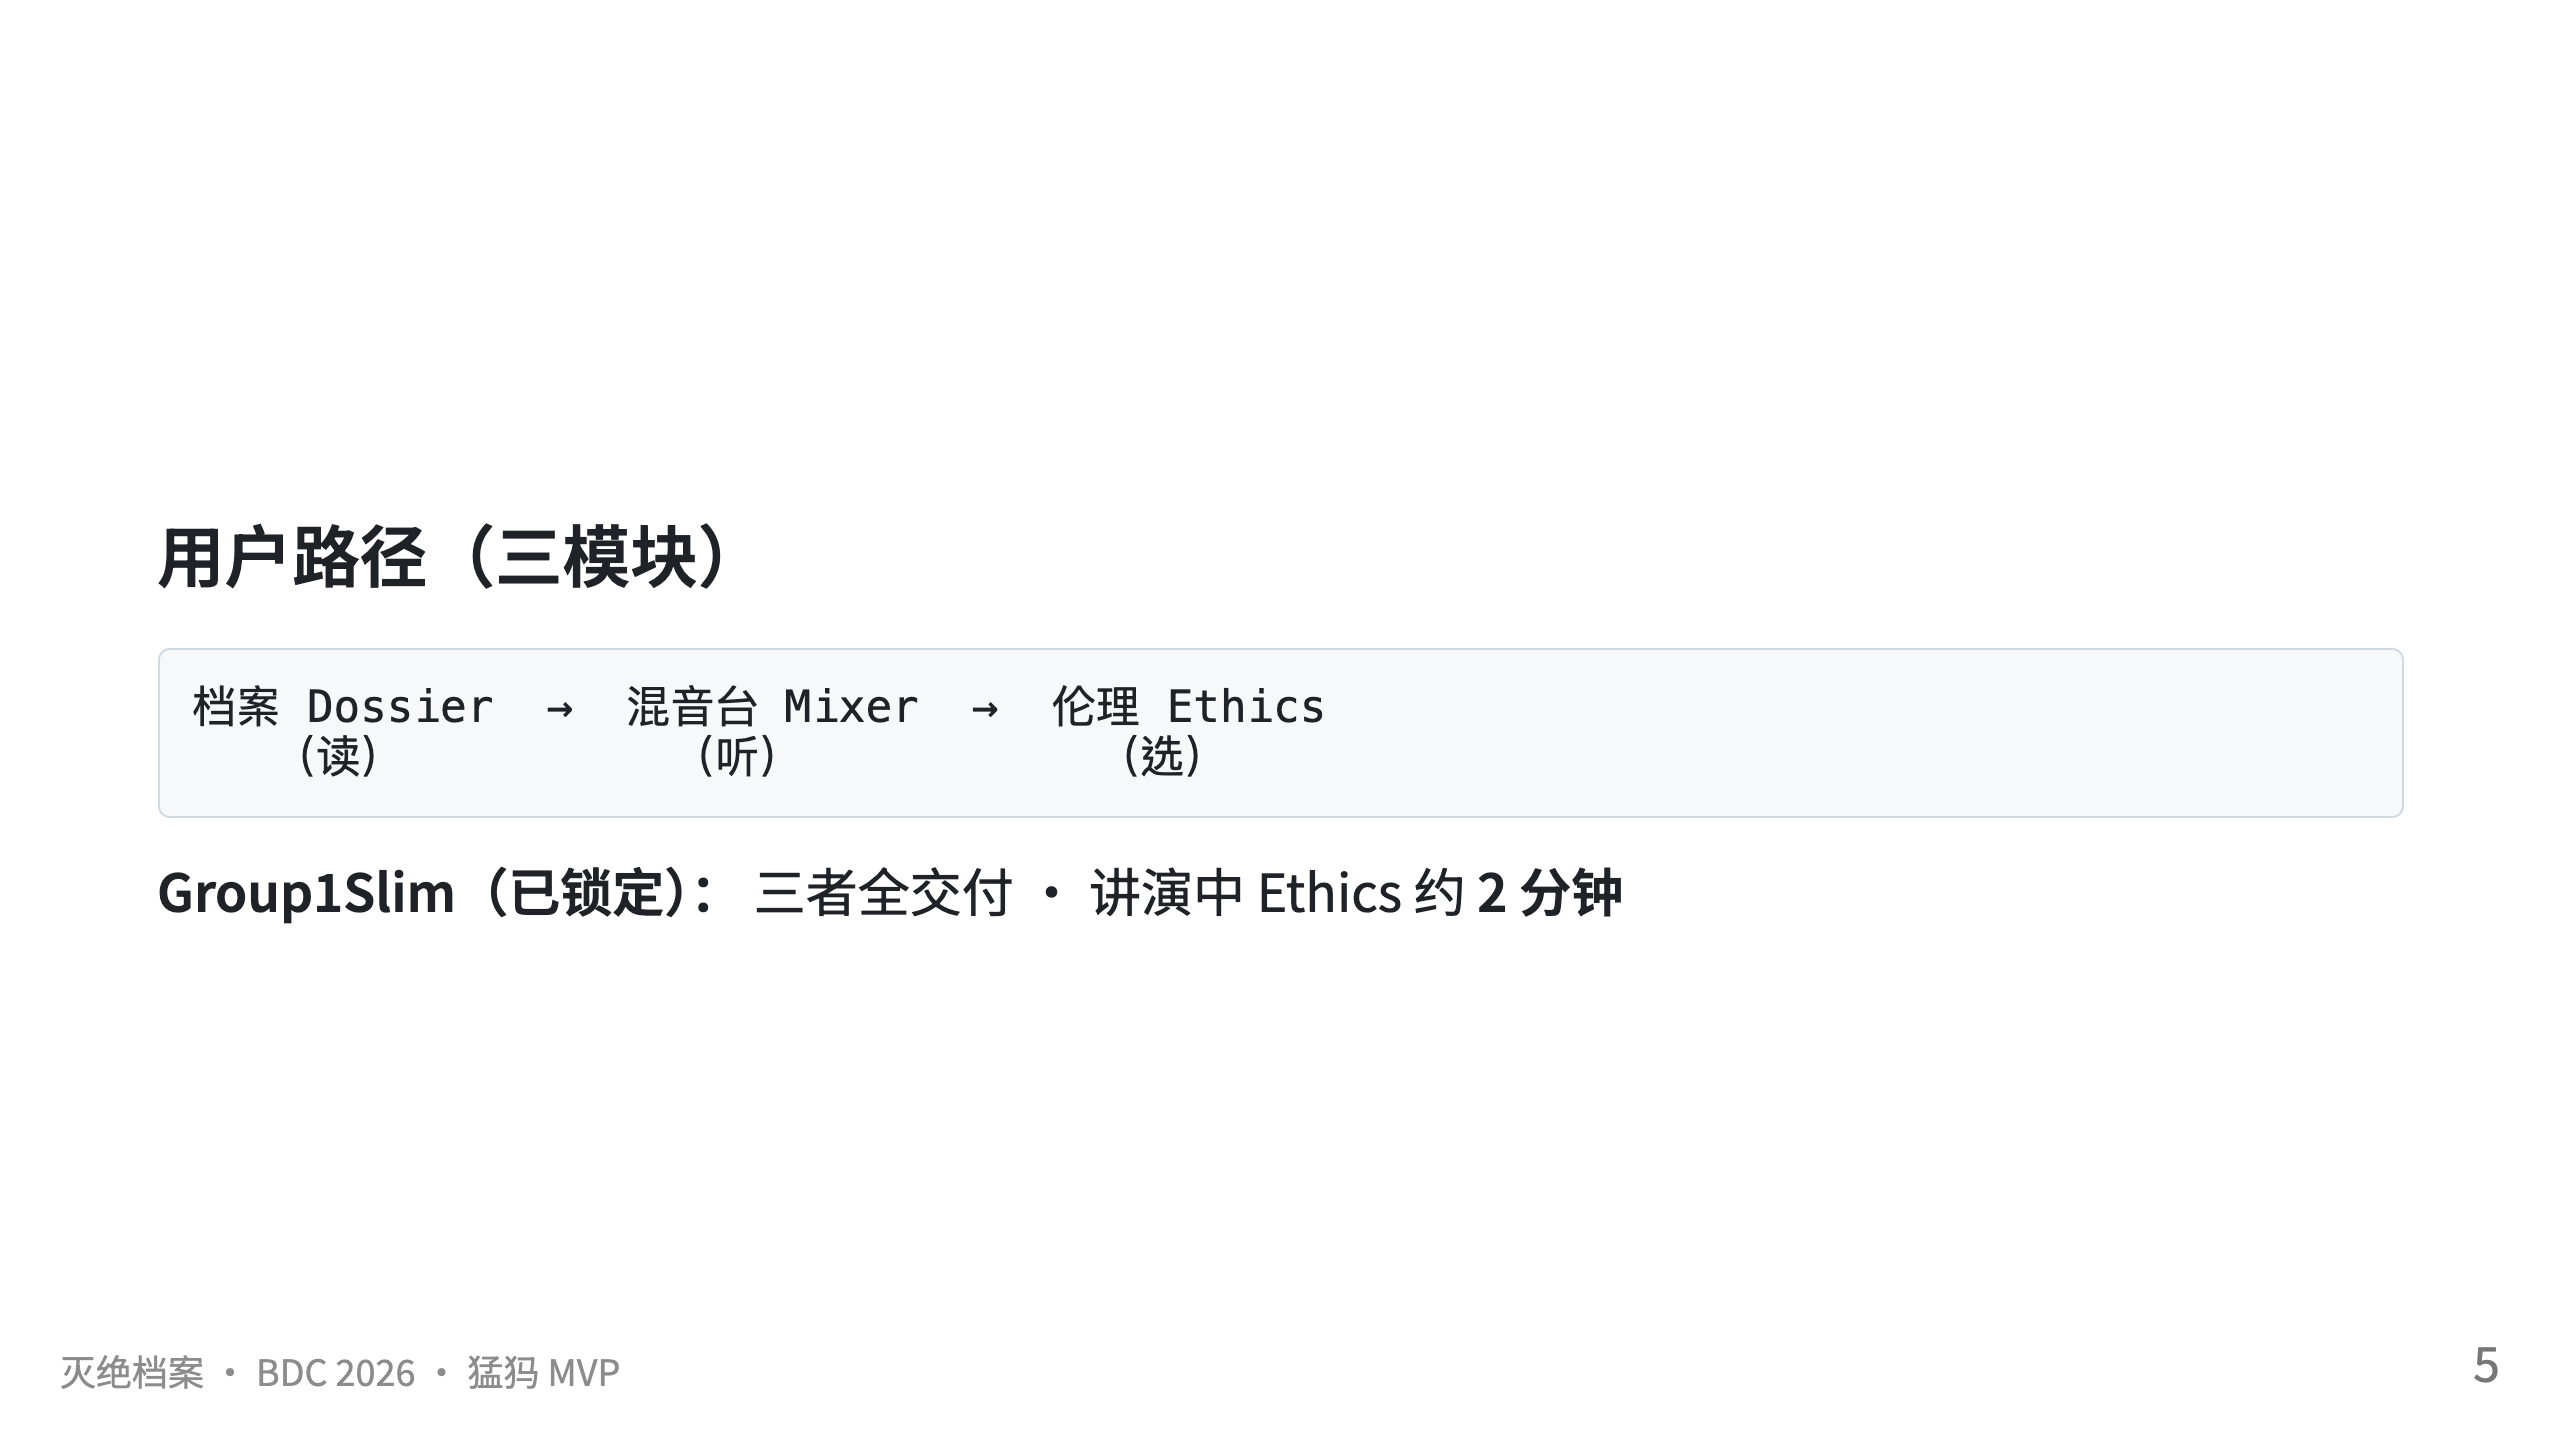 用户路径（三模块）
档案 Dossier → 混音台 Mixer → 伦理 Ethics
(读) (听) (选)
Group1Slim（已锁定）： 三者全交付 · 讲演中 Ethics 约 2 分钟
灭绝档案 · BDC 2026 · 猛犸 MVP
5